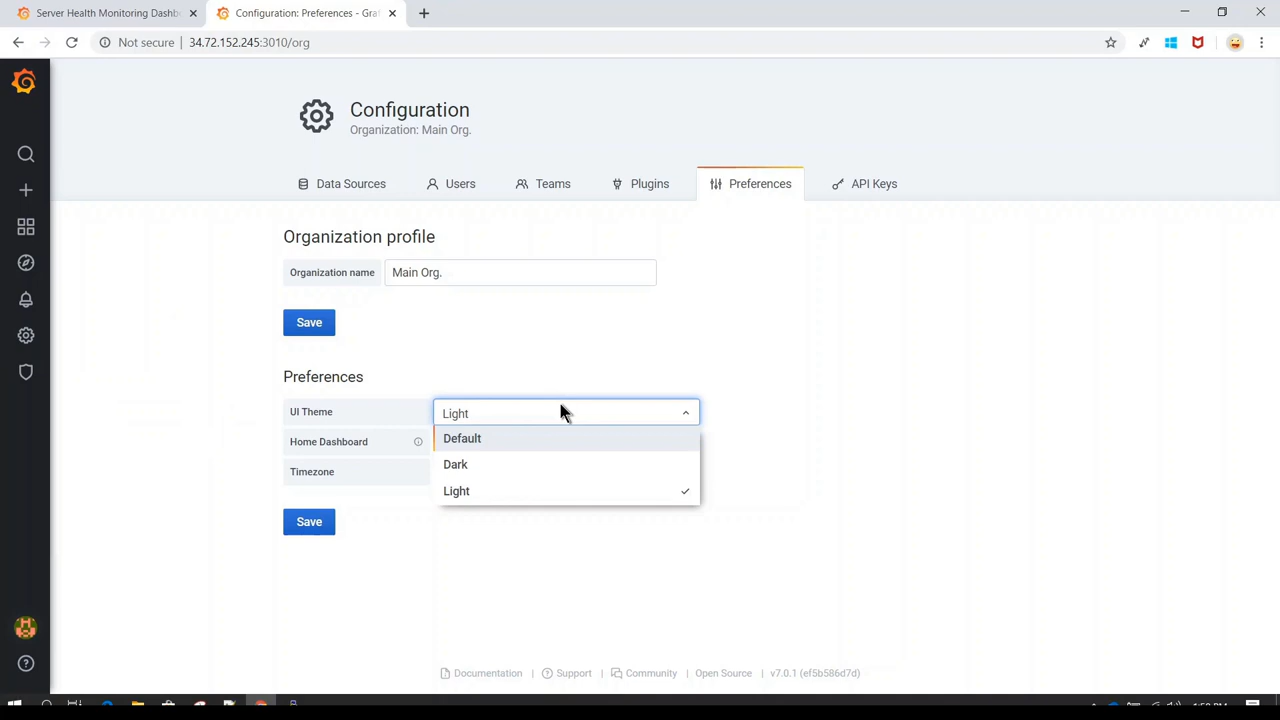 Server Health Monitoring Dashb
Configuration: Preferences - Graf
Not secure
34.72.152.245:3010/org
Configuration
Organization: Main Org.
Data Sources
Users
Teams
Plugins
Preferences
API Keys
Organization profile
Organization name
Main Org.
Save
Preferences
UI Theme
Light
Default
Home Dashboard
Dark
Timezone
Light
Save
Documentation | Support | Community | Open Source | v7.0.1 (ef5b586d7d)